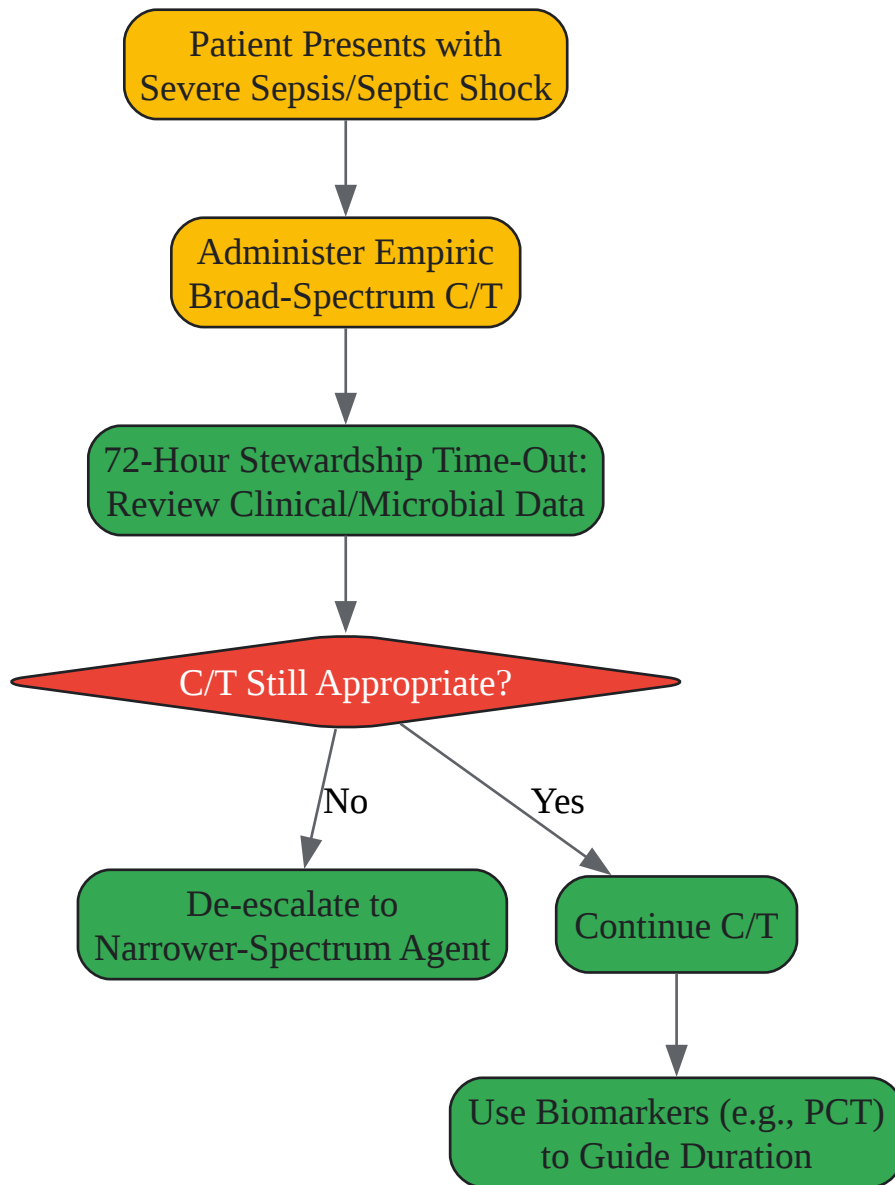 Patient Presents with
Severe Sepsis/Septic Shock
Administer Empiric
Broad-Spectrum C/T
72-Hour Stewardship Time-Out:
Review Clinical/Microbial Data
C/T Still Appropriate?
No
Yes
De-escalate to
Narrower-Spectrum Agent
Continue C/T
Use Biomarkers (e.g., PCT)
to Guide Duration